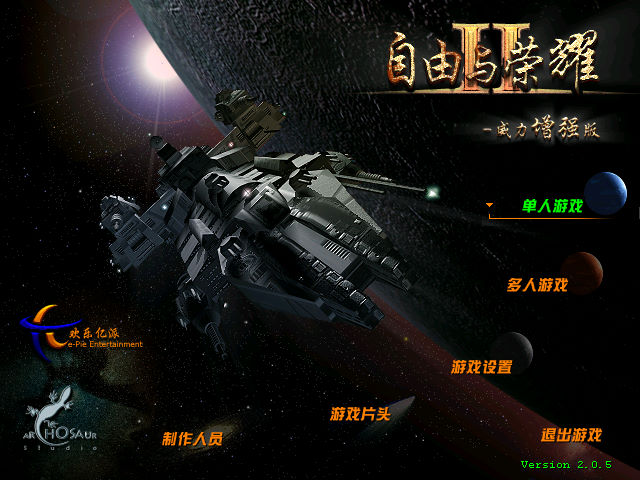 自由与荣耀
II
-威力增强版
单人游戏
多人游戏
欢乐亿派
e-Pie Entertainment
游戏设置
游戏片头
ARCHOSAUR
Studio
制作人员
退出游戏
Version 2.0.5